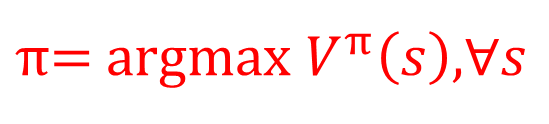 π= argmax V^π(s),∀s